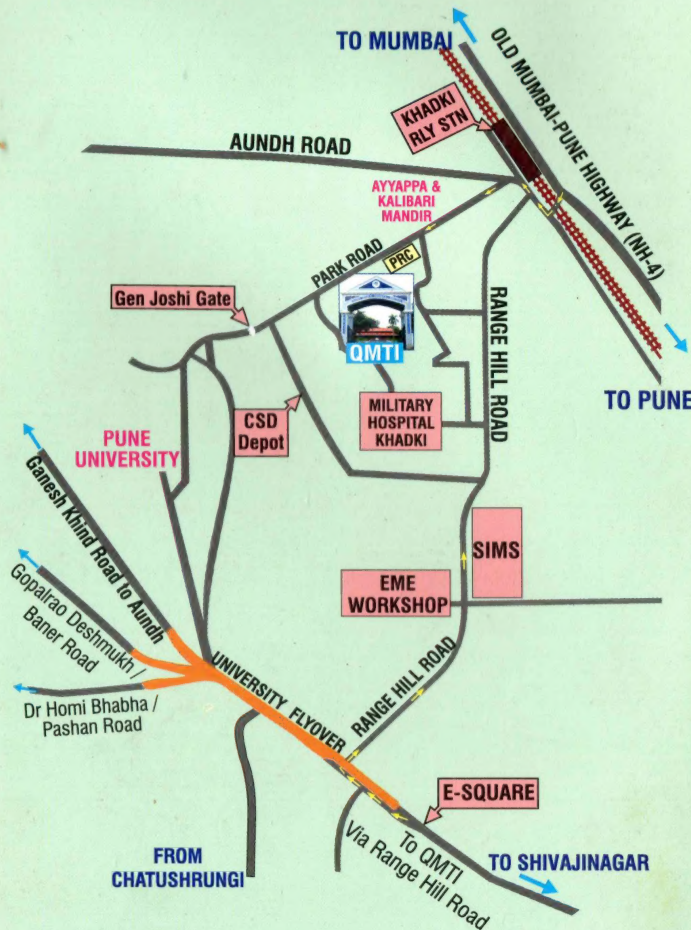 TO MUMBAI
OLD MUMBAI-PUNE HIGHWAY (NH-4)
KHADKI
RLY STN
AUNDH ROAD
AYYAPPA &
KALIBARI
MANDIR
PARK ROAD
PRC
Gen Joshi Gate
QMTI
RANGE HILL ROAD
TO PUNE
CSD
Depot
MILITARY
HOSPITAL
KHADKI
PUNE
UNIVERSITY
Ganesh Khind Road to Aundh
Gopalrao Deshmukh /
Baner Road
Dr Homi Bhabha /
Pashan Road
SIMS
EME
WORKSHOP
RANGE HILL ROAD
UNIVERSITY FLYOVER
E-SQUARE
To QMTI
Via Range Hill Road
FROM
CHATUSHRUNGI
TO SHIVAJINAGAR